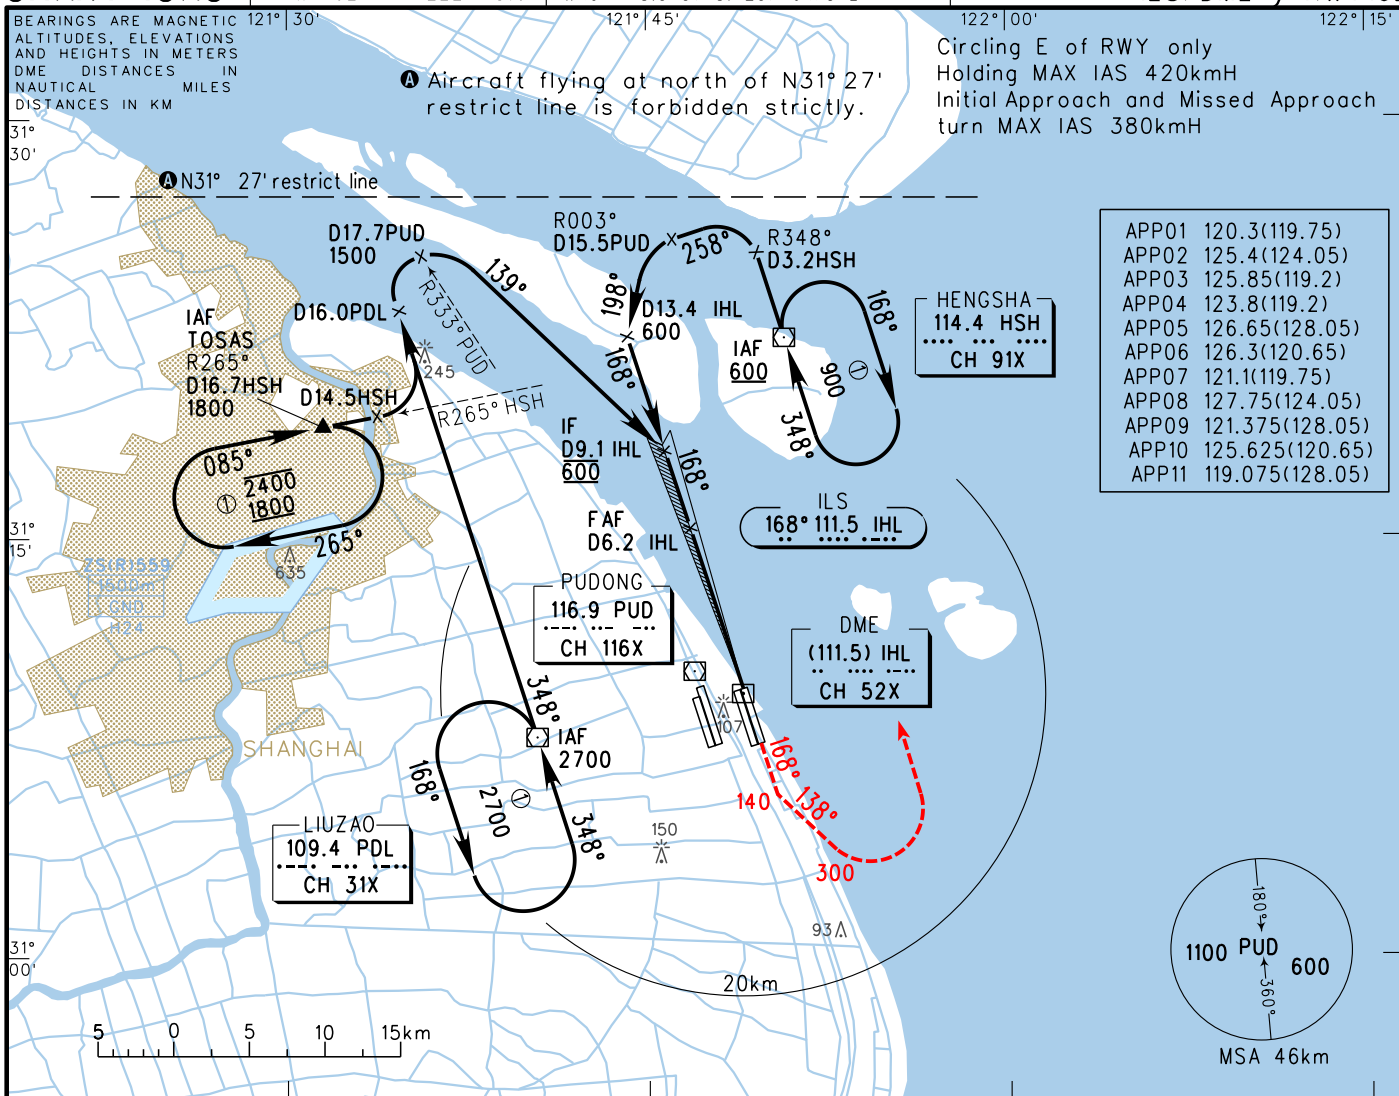 BEARINGS ARE MAGNETIC
ALTITUDES, ELEVATIONS
AND HEIGHTS IN METERS
DME DISTANCES IN
NAUTICAL MILES
DISTANCES IN KM
121° 30'
121° 45'
122° 00'
122° 15'
A Aircraft flying at north of N31° 27'
restrict line is forbidden strictly.
Circling E of RWY only
Holding MAX IAS 420kmH
Initial Approach and Missed Approach
turn MAX IAS 380kmH
31°
30'
A N31° 27' restrict line
APP01 120.3(119.75)
APP02 125.4(124.05)
APP03 125.85(119.2)
APP04 123.8(119.2)
APP05 126.65(128.05)
APP06 126.3(120.65)
APP07 121.1(119.75)
APP08 127.75(124.05)
APP09 121.375(128.05)
APP10 125.625(120.65)
APP11 119.075(128.05)
D17.7PUD
1500
139°
R003°
D15.5PUD
258°
R348°
D3.2HSH
198°
D13.4 IHL
600
168°
D16.0PDL
R333° PUD
245
IAF
TOSAS
R265°
D16.7HSH
1800
D14.5HSH
R265° HSH
IAF
600
168°
900
①
348°
HENGSHA
114.4 HSH
CH 91X
IF
D9.1 IHL
600
168°
085°
2400
1800
①
265°
FAF
D6.2 IHL
ILS
168° 111.5 IHL
31°
15'
ZS(R)559
1500m
GND
H24
635
PUDONG
116.9 PUD
CH 116X
DME
(111.5) IHL
CH 52X
107
SHANGHAI
348°
IAF
2700
168°
2700
①
348°
168°
138°
140
300
LIUZAO
109.4 PDL
CH 31X
150
93
31°
00'
20km
180°
1100 PUD 600
360°
MSA 46km
5 0 5 10 15km